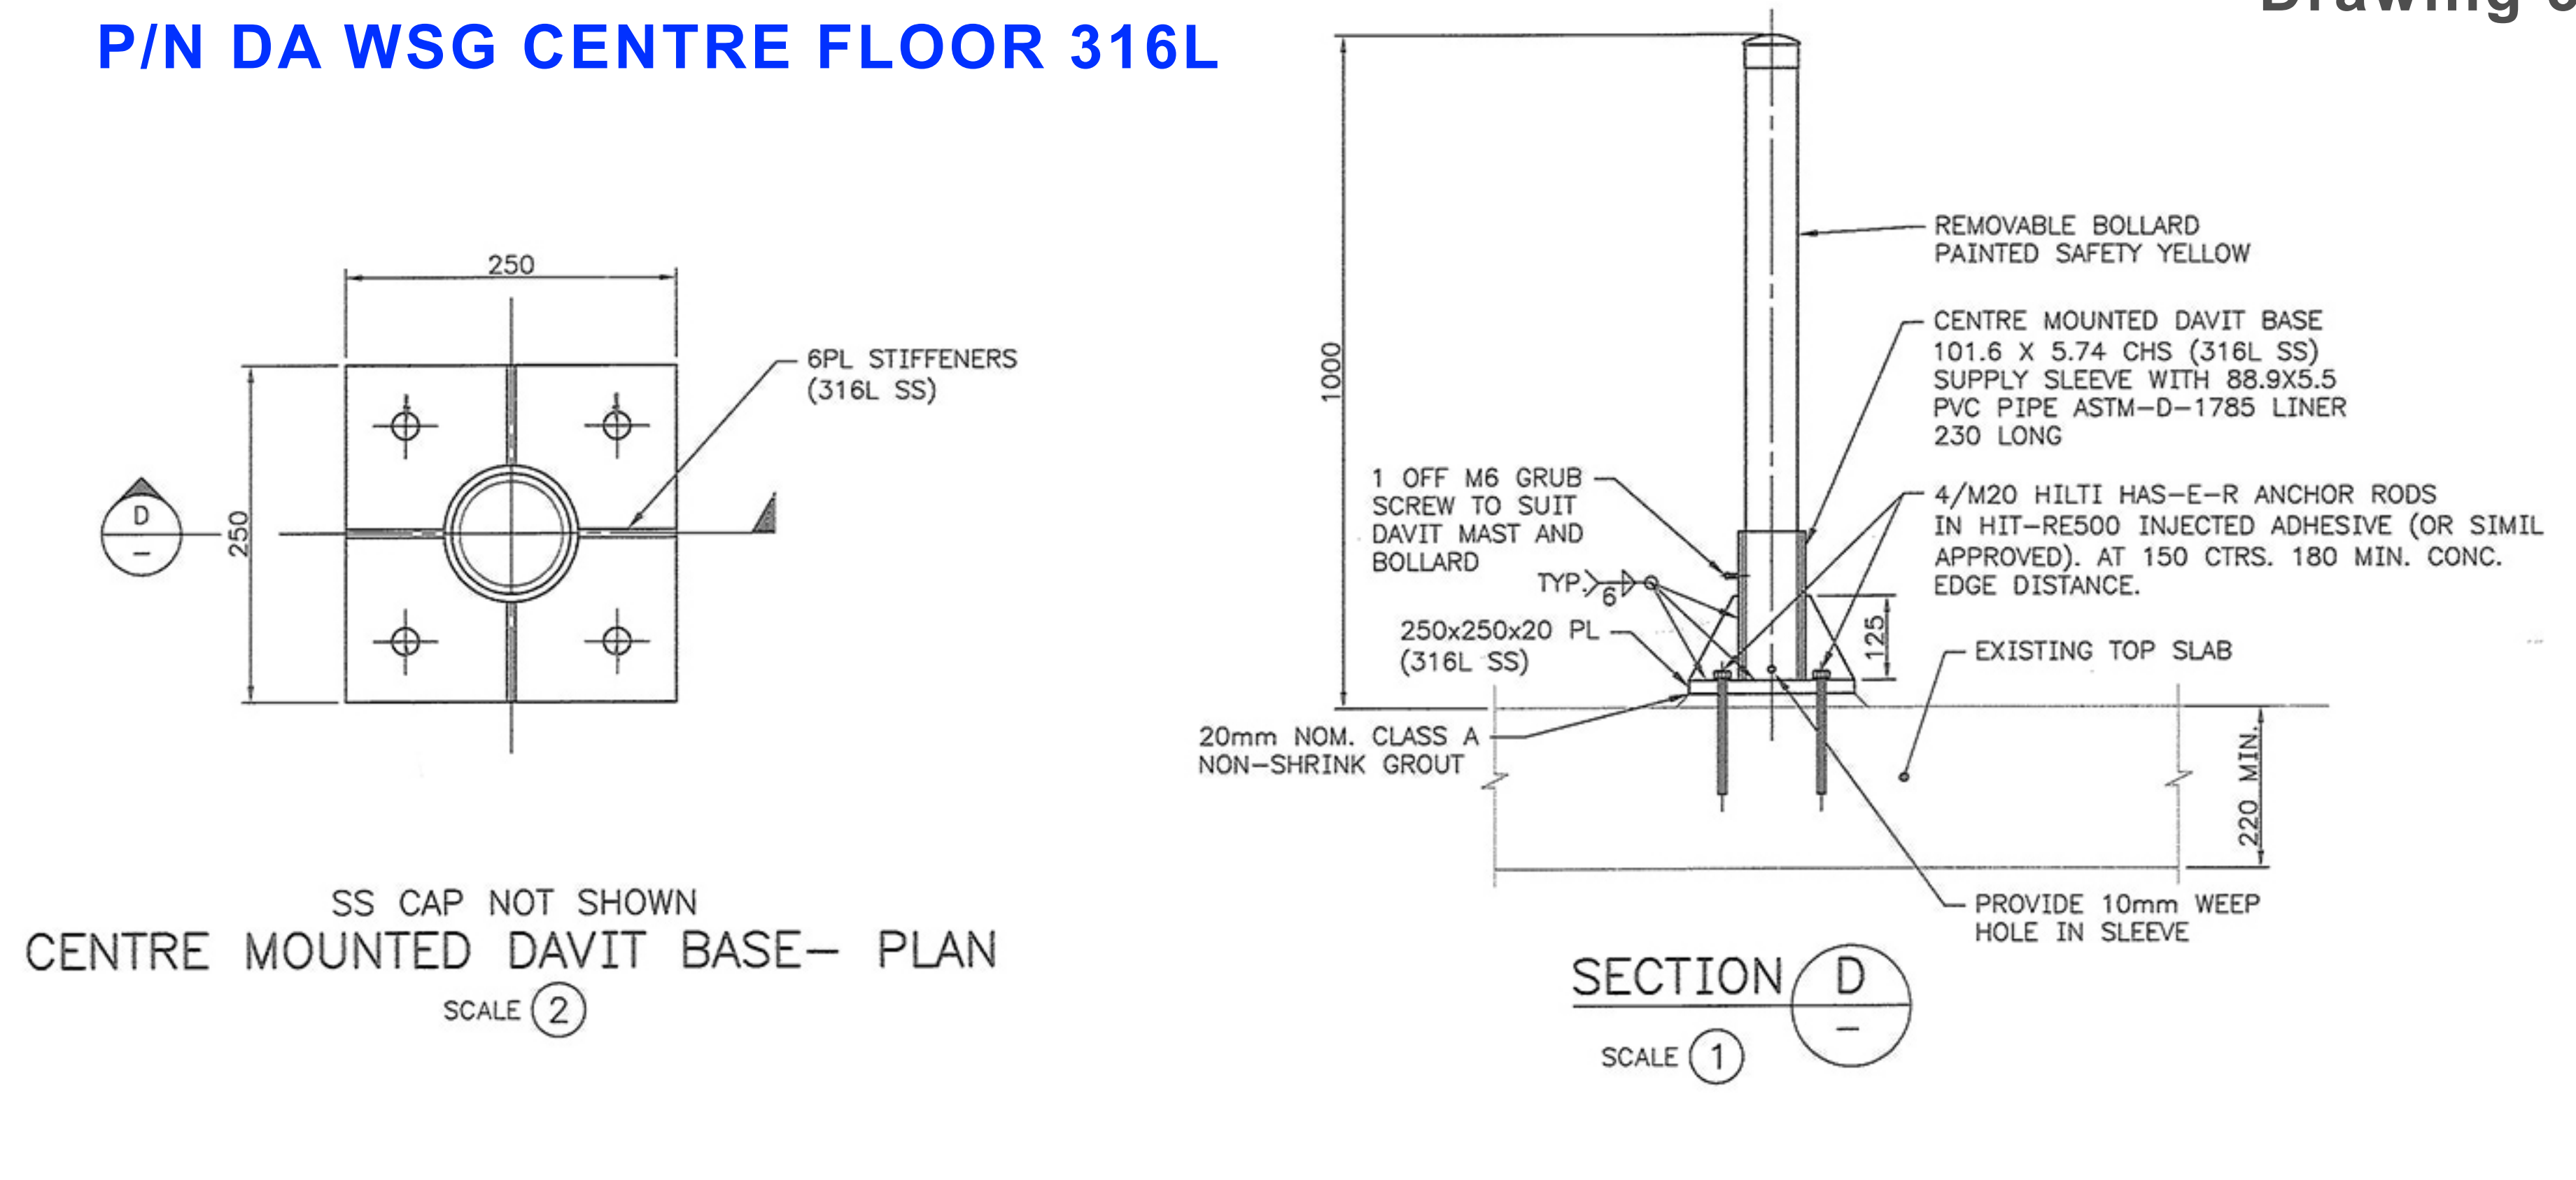 P/N DA WSG CENTRE FLOOR 316L
Drawing
250
250
6PL STIFFENERS
(316L SS)
D
–
SS CAP NOT SHOWN
CENTRE MOUNTED DAVIT BASE– PLAN
SCALE 2
1000
REMOVABLE BOLLARD
PAINTED SAFETY YELLOW
CENTRE MOUNTED DAVIT BASE
101.6 X 5.74 CHS (316L SS)
SUPPLY SLEEVE WITH 88.9X5.5
PVC PIPE ASTM–D–1785 LINER
230 LONG
1 OFF M6 GRUB
SCREW TO SUIT
DAVIT MAST AND
BOLLARD
TYP.
6
4/M20 HILTI HAS–E–R ANCHOR RODS
IN HIT–RE500 INJECTED ADHESIVE (OR SIMIL
APPROVED). AT 150 CTRS. 180 MIN. CONC.
EDGE DISTANCE.
250x250x20 PL
(316L SS)
125
EXISTING TOP SLAB
20mm NOM. CLASS A
NON–SHRINK GROUT
220 MIN.
PROVIDE 10mm WEEP
HOLE IN SLEEVE
SECTION D
–
SCALE 1